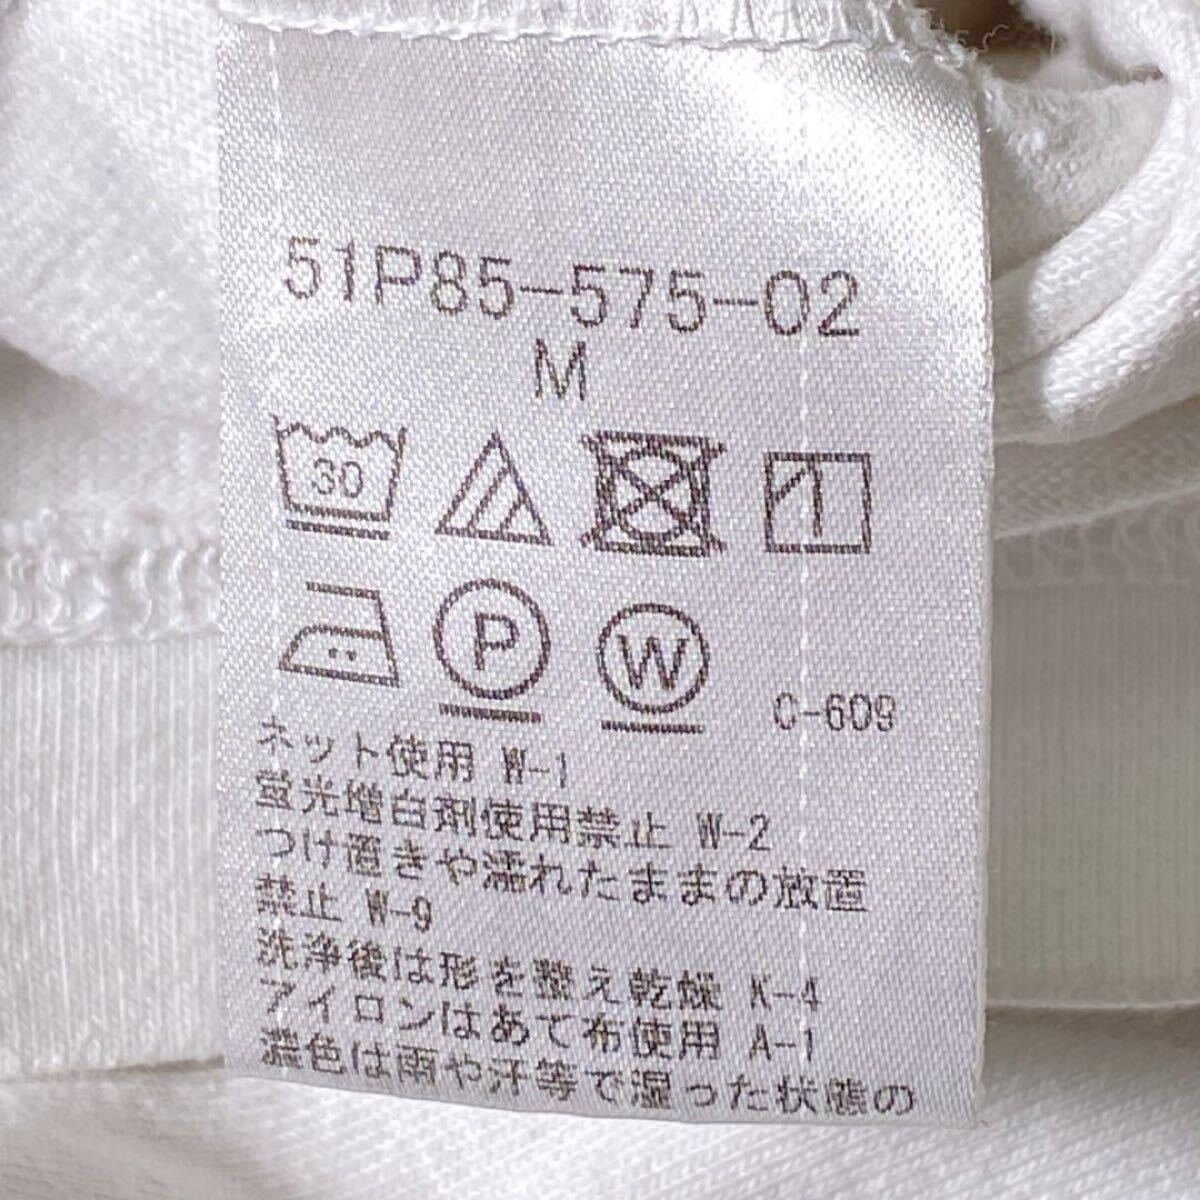 51P85-575-02
M
30
P
W
C-609
ネット使用 W-1
蛍光増白剤使用禁止 W-2
つけ置きや濡れたままの放置
禁止 W-9
洗浄後は形を整え乾燥 K-4
アイロンはあて布使用 A-1
濃色は雨や汗等で湿った状態の